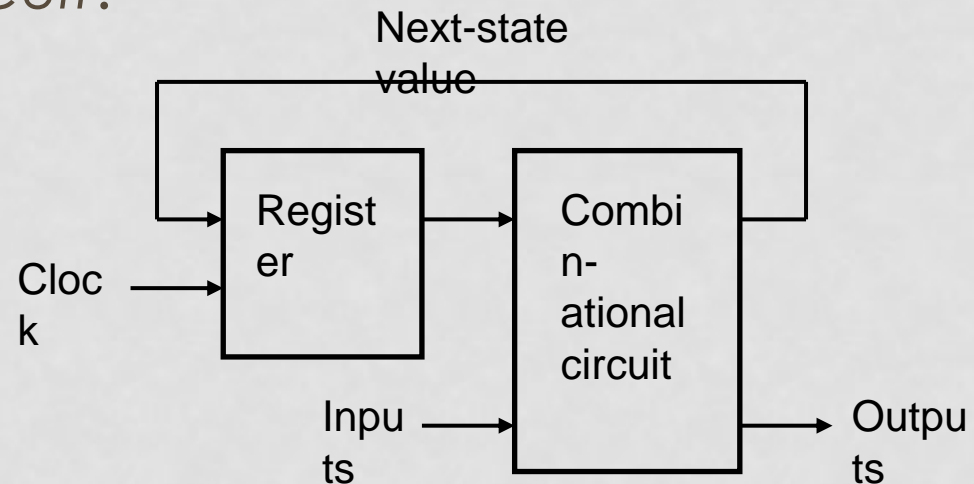 Next-state
value
Regist
er
Combi
n-
ational
circuit
Cloc
k
Inpu
ts
Outpu
ts